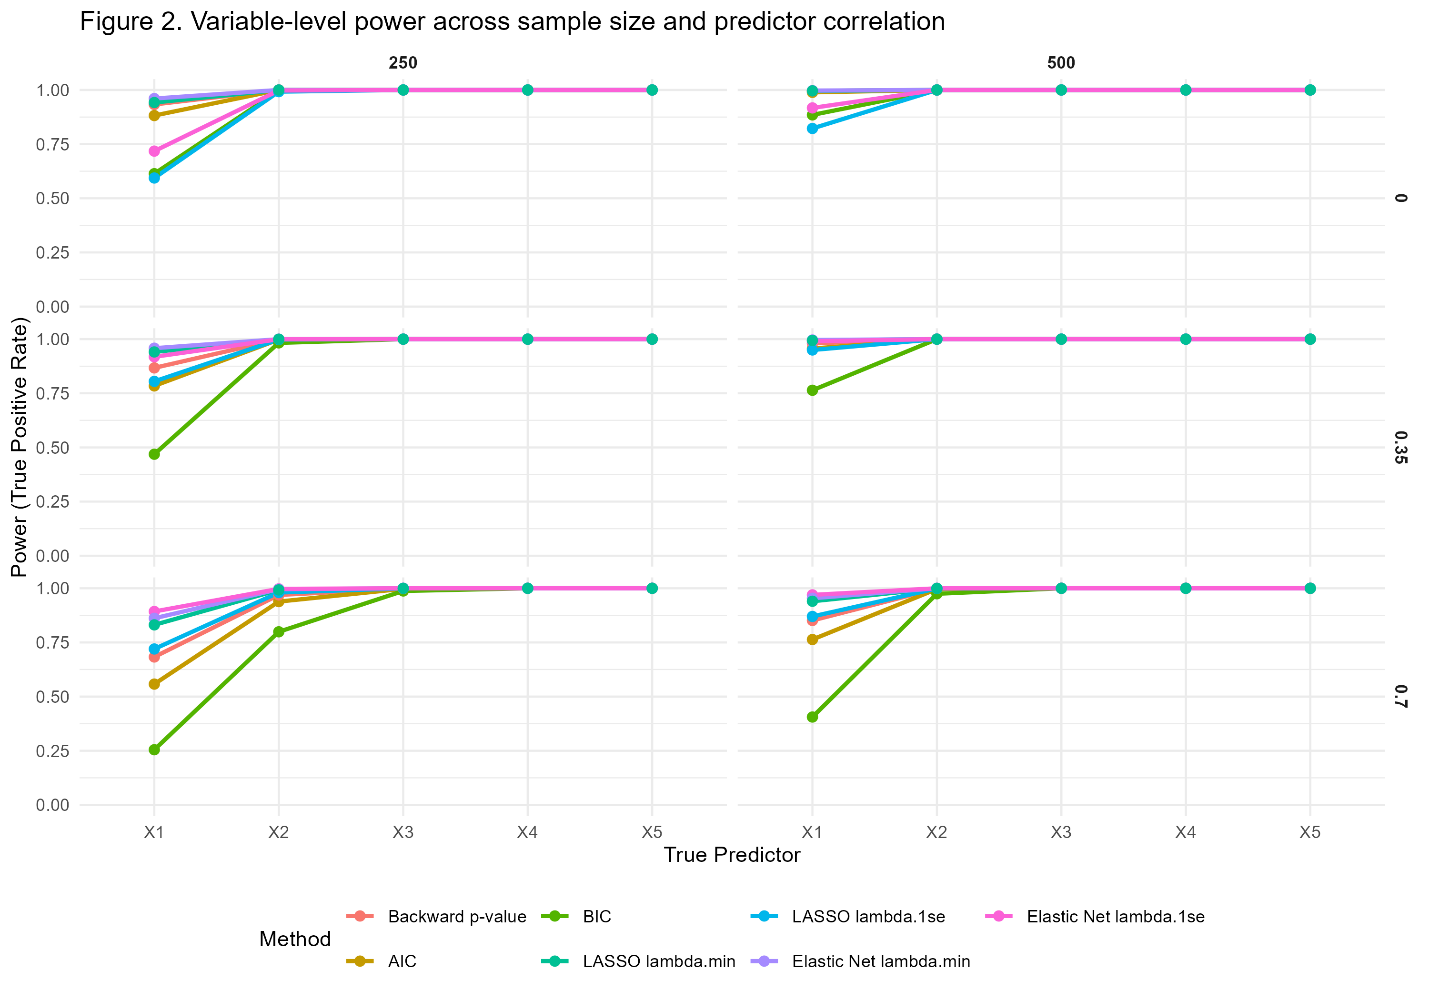 Figure 2. Variable-level power across sample size and predictor correlation
250
500
1.00
0.75
0.50
0.25
0.00
0
1.00
0.75
0.50
0.25
0.00
0.35
1.00
0.75
0.50
0.25
0.00
0.7
Power (True Positive Rate)
X1 X2 X3 X4 X5 X1 X2 X3 X4 X5
True Predictor
Method
Backward p-value BIC LASSO lambda.1se Elastic Net lambda.1se
AIC LASSO lambda.min Elastic Net lambda.min